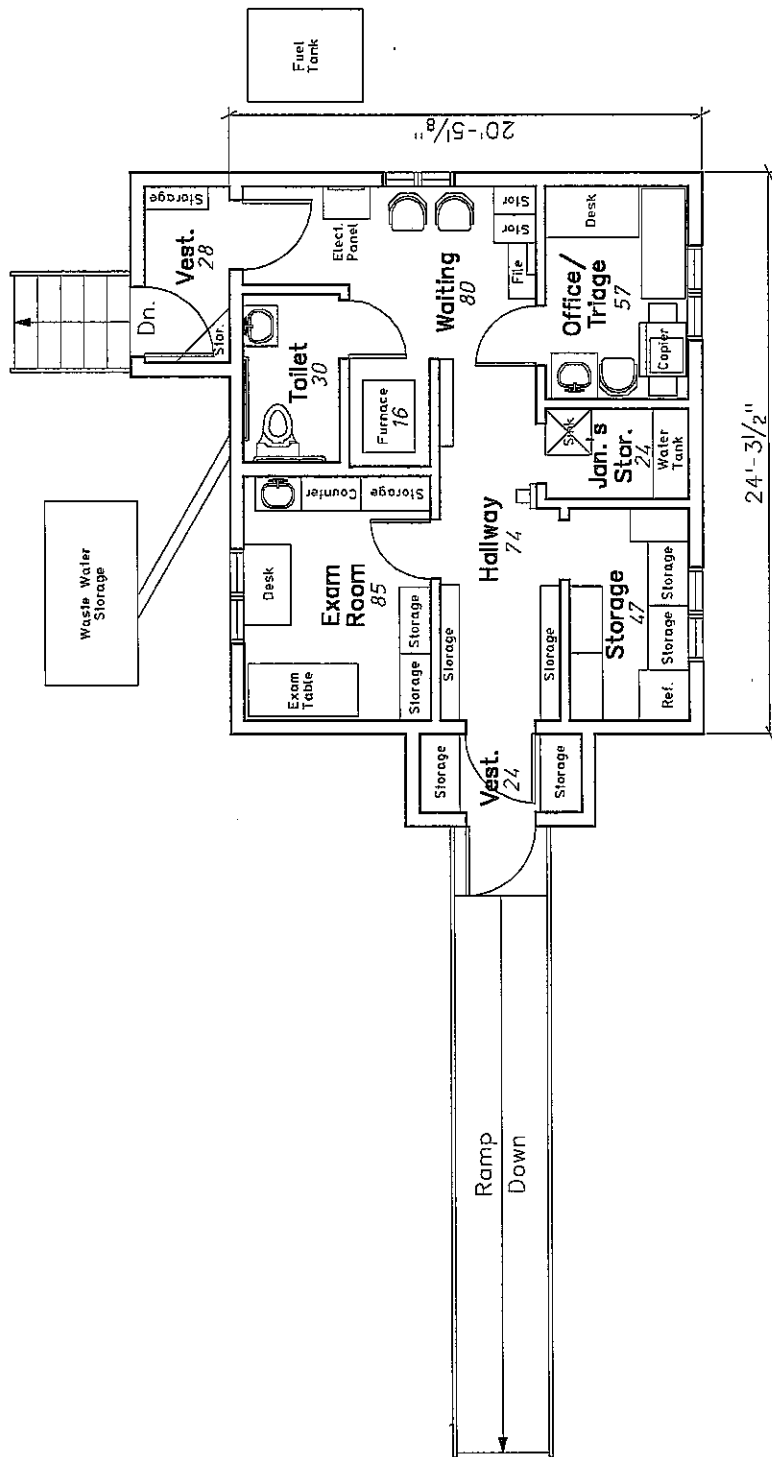 Fuel
Tank
20'-5⅛"
Storage
Vest.
28
Dn.
Stor.
Elect.
Panel
Stor
Stor
File
Waiting
80
Desk
Office/
Triage
57
Copier
Toilet
30
Furnace
16
Sink
Jan.'s
Stor.
24
Water
Tank
24'-3½"
Waste Water
Storage
Counter
Storage
Desk
Exam
Room
85
Exam
Table
Storage
Storage
Hallway
74
Storage
Storage
Storage
47
Storage
Storage
Ref.
Storage
Vest.
24
Storage
Ramp
Down